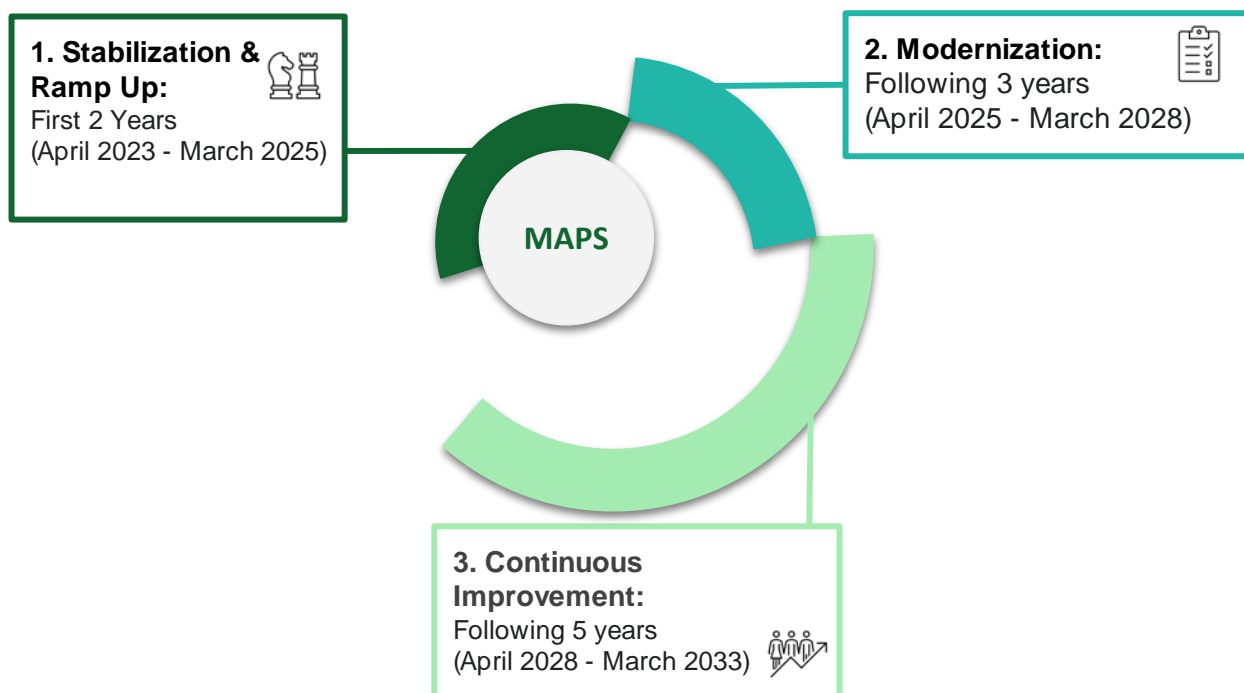 1. Stabilization &
Ramp Up:
First 2 Years
(April 2023 - March 2025)
2. Modernization:
Following 3 years
(April 2025 - March 2028)
MAPS
3. Continuous
Improvement:
Following 5 years
(April 2028 - March 2033)